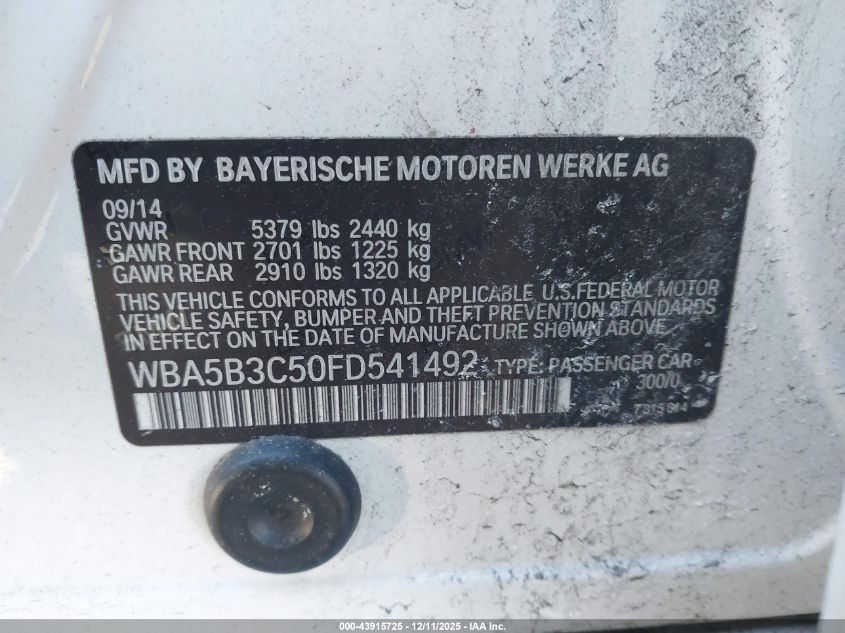 MFD BY BAYERISCHE MOTOREN WERKE AG
09/14
GVWR 5379 lbs 2440 kg
GAWR FRONT 2701 lbs 1225 kg
GAWR REAR 2910 lbs 1320 kg
THIS VEHICLE CONFORMS TO ALL APPLICABLE U.S.FEDERAL MOTOR
VEHICLE SAFETY, BUMPER AND THEFT PREVENTION STANDARDS
IN EFFECT ON THE DATE OF MANUFACTURE SHOWN ABOVE
WBA5B3C50FD541492 TYPE: PASSENGER CAR
300/0
7315814
00-43915725 - 12/11/2025 - IAA Inc.